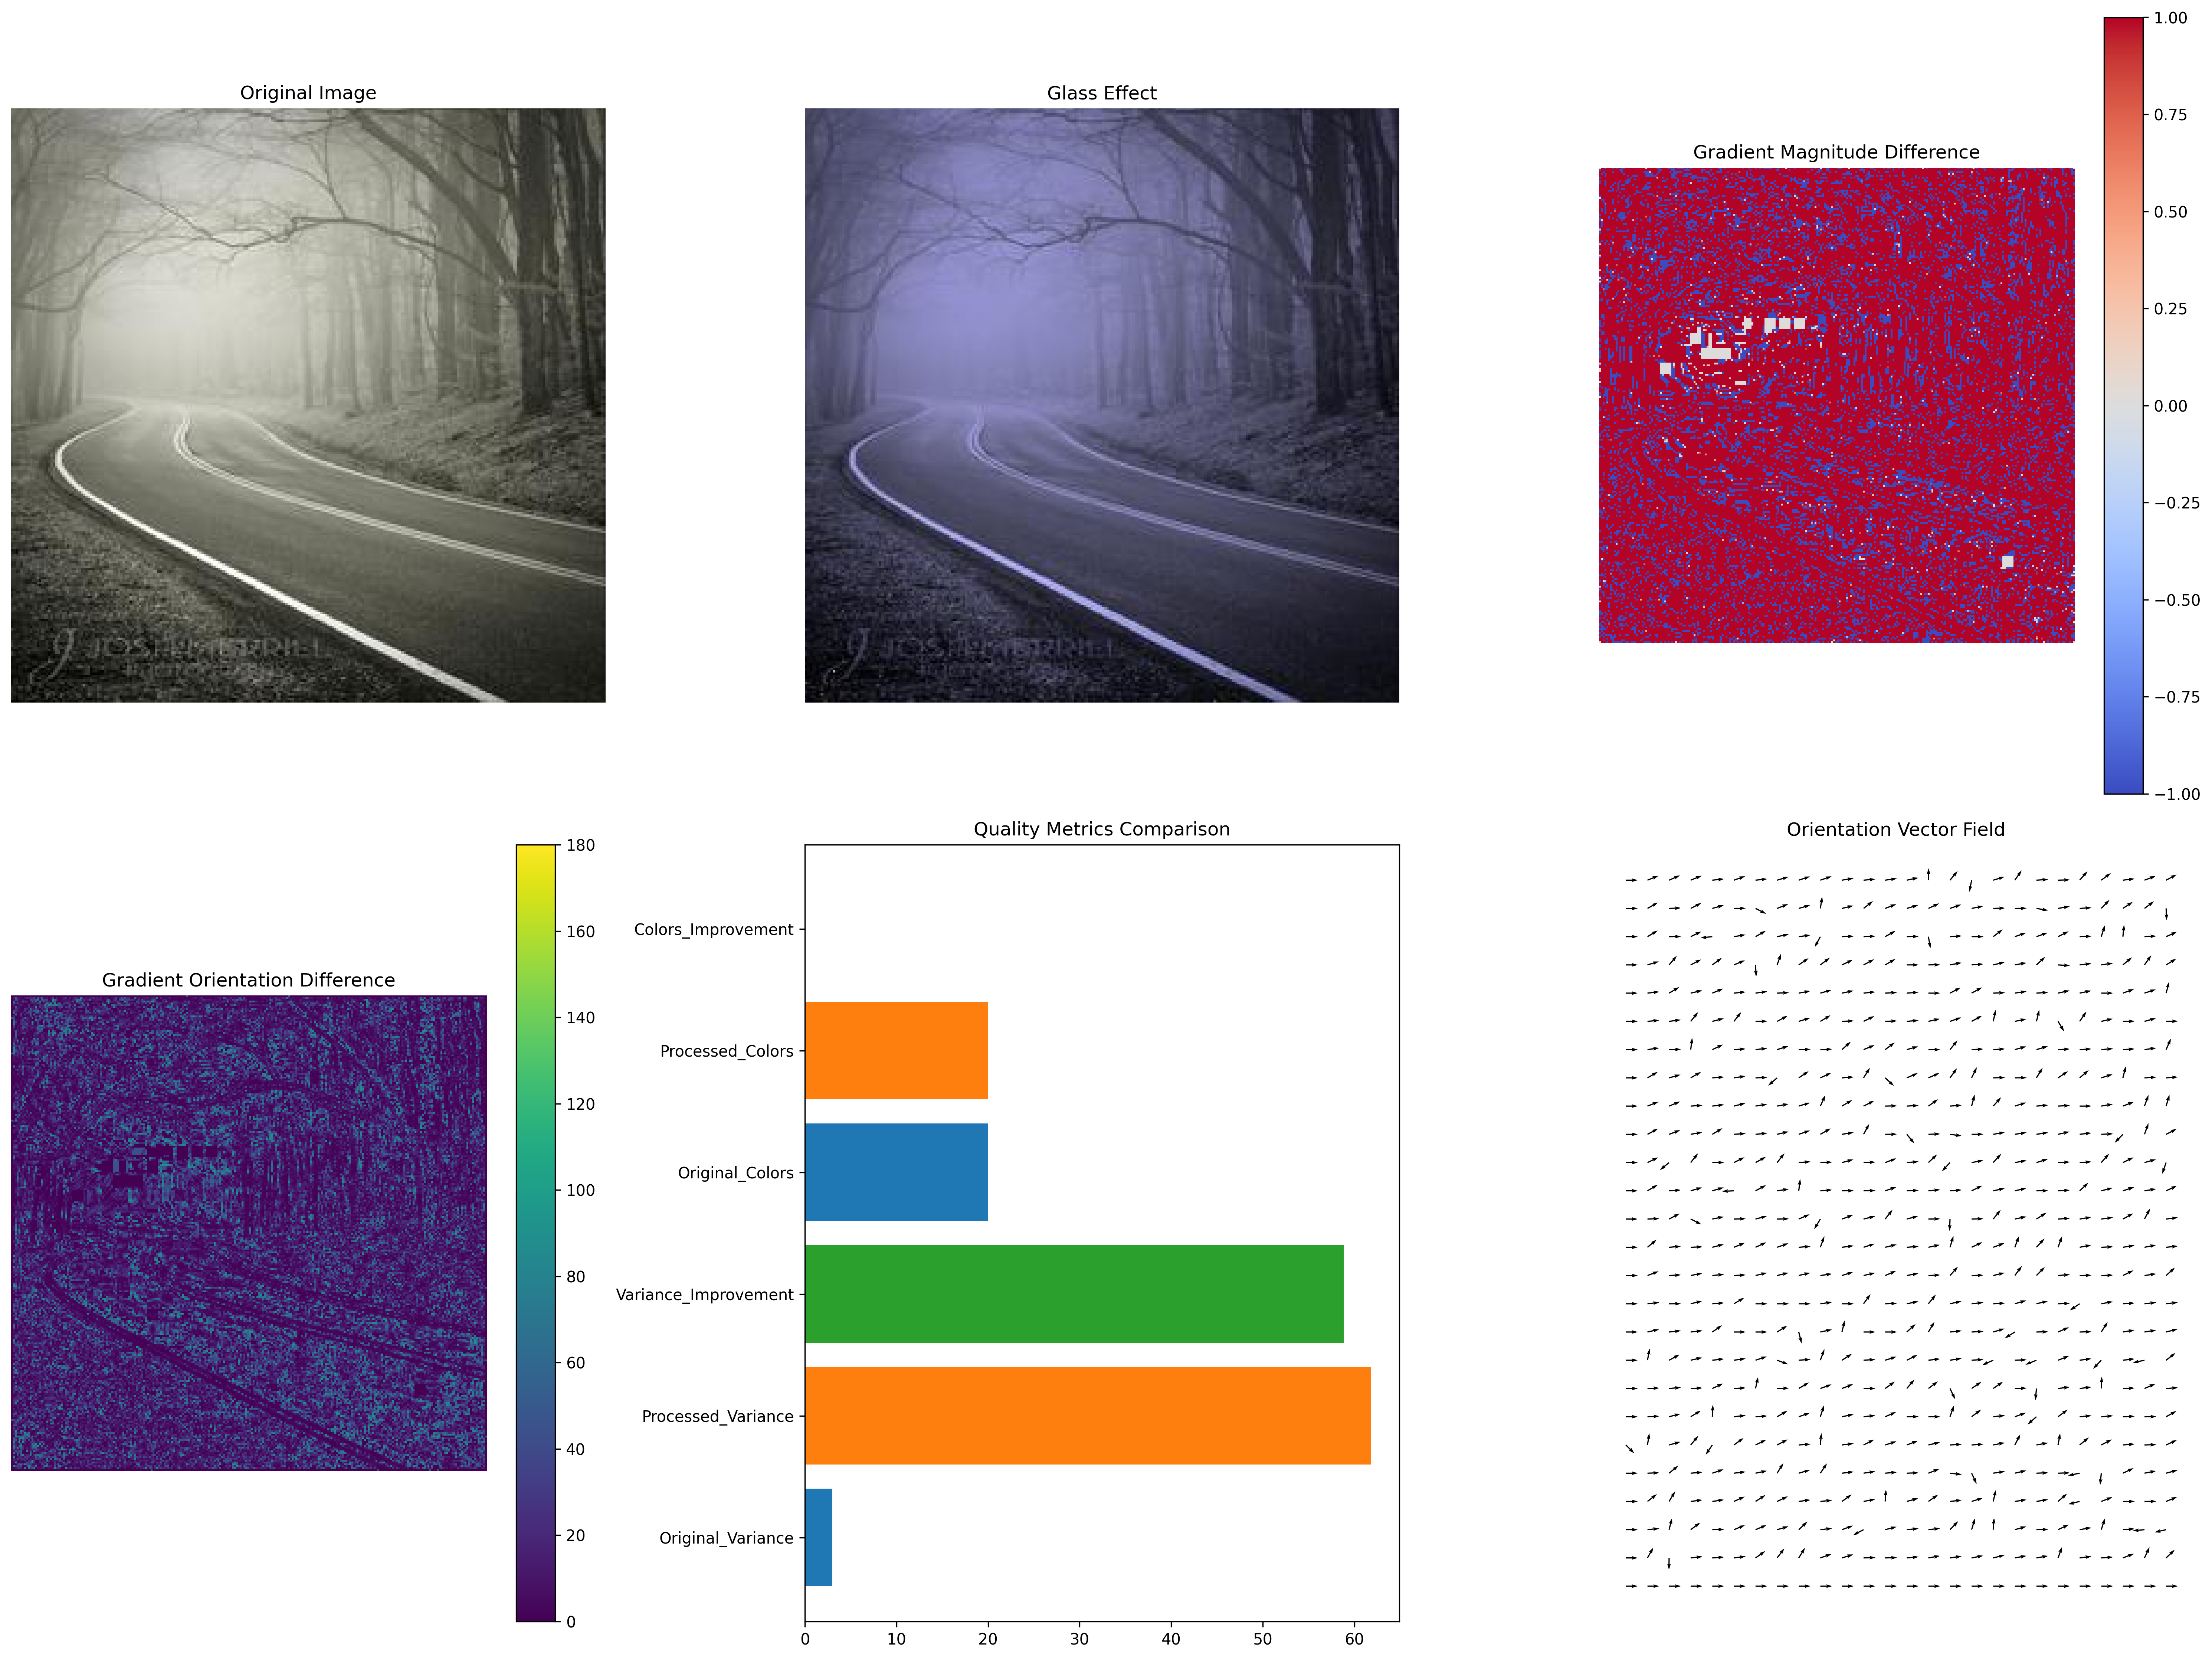 Original Image
Glass Effect
Gradient Magnitude Difference
1.00
0.75
0.50
0.25
0.00
−0.25
−0.50
−0.75
−1.00
Gradient Orientation Difference
180
160
140
120
100
80
60
40
20
0
Quality Metrics Comparison
Colors_Improvement
Processed_Colors
Original_Colors
Variance_Improvement
Processed_Variance
Original_Variance
0 10 20 30 40 50 60
Orientation Vector Field